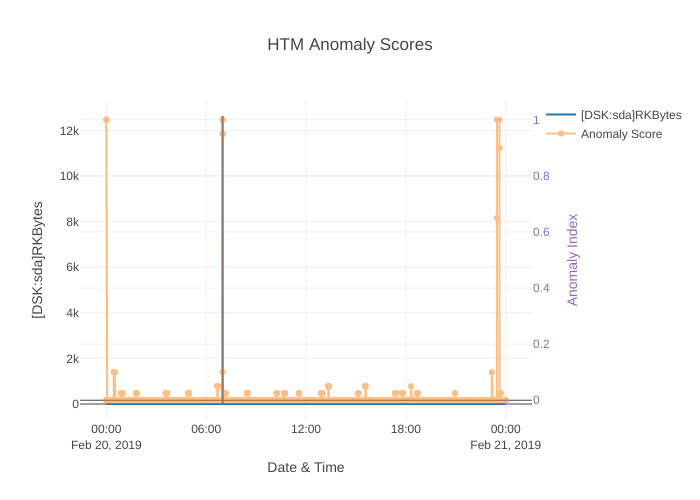 HTM Anomaly Scores
[DSK:sda]RKBytes
Anomaly Score
12k
10k
8k
6k
4k
2k
0
[DSK:sda]RKBytes
1
0.8
0.6
0.4
0.2
0
Anomaly Index
00:00 06:00 12:00 18:00 00:00
Feb 20, 2019 Feb 21, 2019
Date & Time